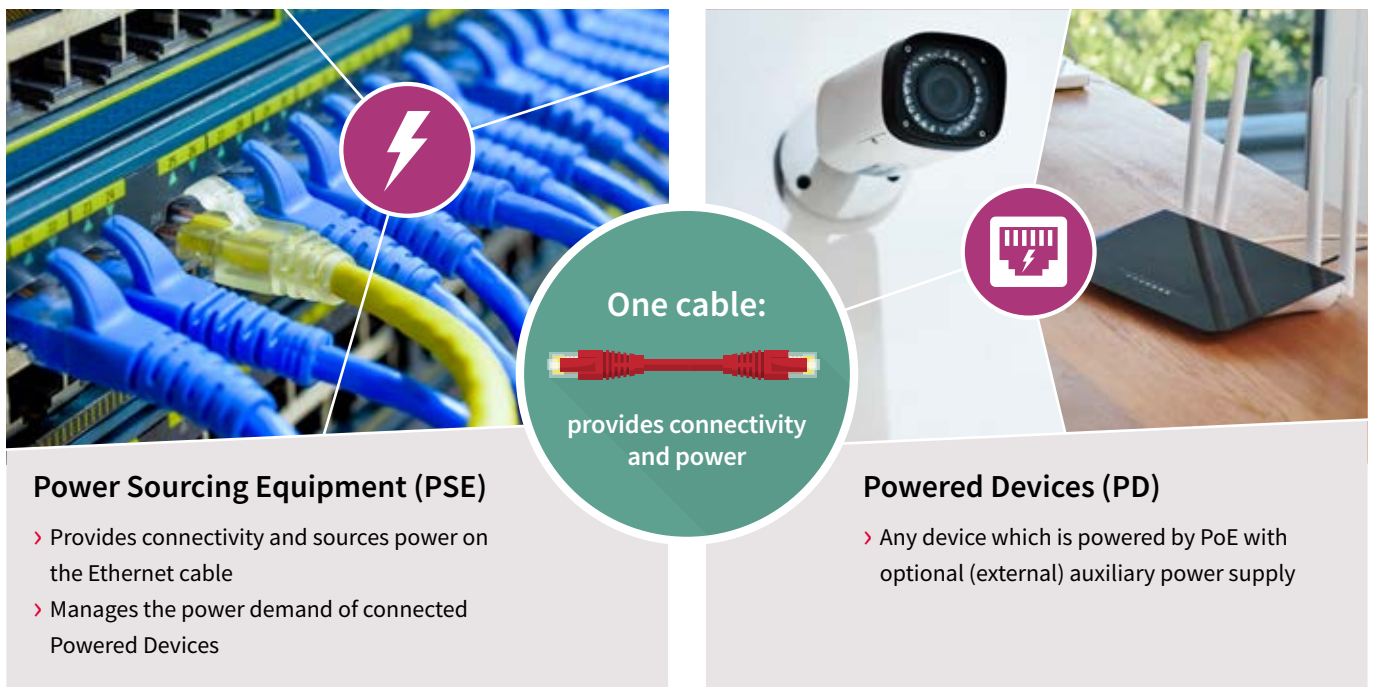 One cable:
provides connectivity
and power
Power Sourcing Equipment (PSE)
› Provides connectivity and sources power on
the Ethernet cable
› Manages the power demand of connected
Powered Devices
Powered Devices (PD)
› Any device which is powered by PoE with
optional (external) auxiliary power supply